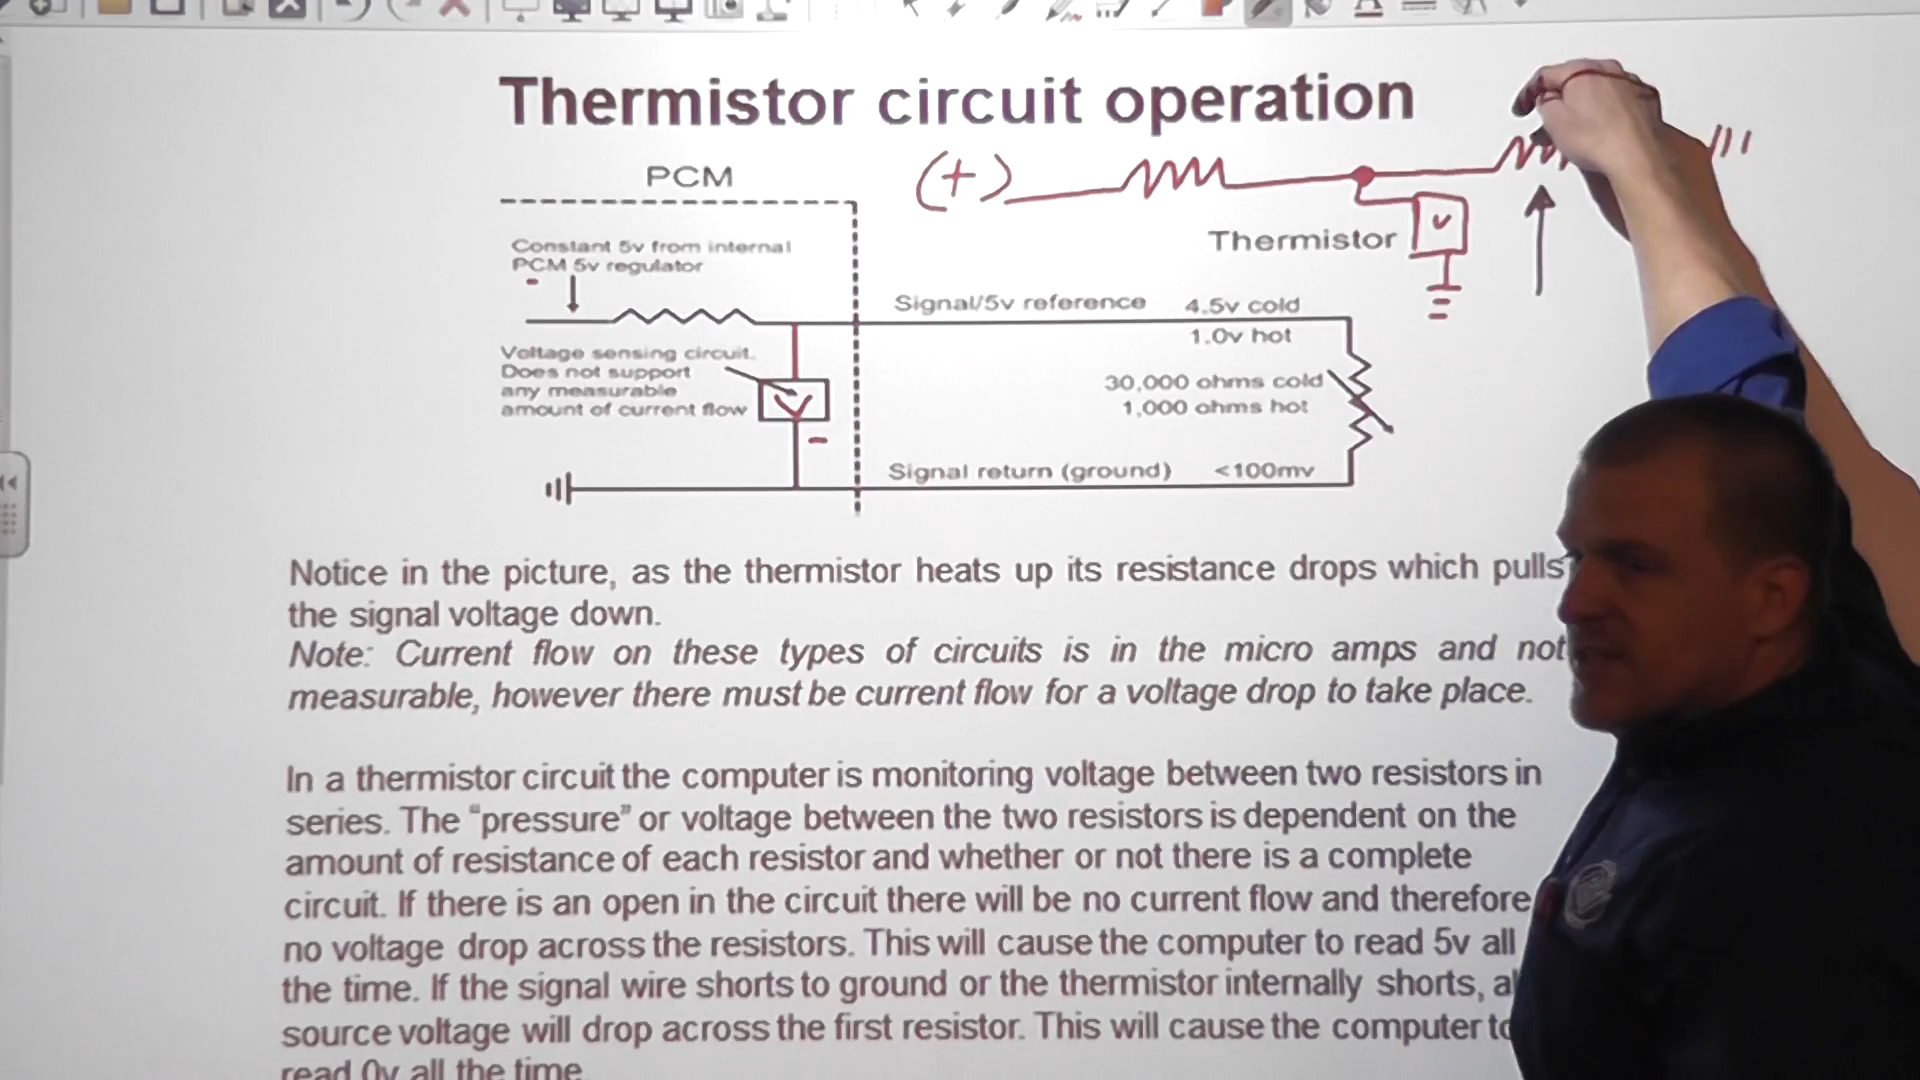 Thermistor circuit operation
PCM
(+)
V
Thermistor
Constant 5v from internal
PCM 5v regulator
Signal/5v reference
4.5v cold
1.0v hot
Voltage sensing circuit.
Does not support
any measurable
amount of current flow
V
30,000 ohms cold
1,000 ohms hot
Signal return (ground)
<100mv
Notice in the picture, as the thermistor heats up its resistance drops which pulls
the signal voltage down.
Note: Current flow on these types of circuits is in the micro amps and not
measurable, however there must be current flow for a voltage drop to take place.
In a thermistor circuit the computer is monitoring voltage between two resistors in
series. The “pressure” or voltage between the two resistors is dependent on the
amount of resistance of each resistor and whether or not there is a complete
circuit. If there is an open in the circuit there will be no current flow and therefore
no voltage drop across the resistors. This will cause the computer to read 5v all
the time. If the signal wire shorts to ground or the thermistor internally shorts,
source voltage will drop across the first resistor. This will cause the computer to
read 0v all the time.